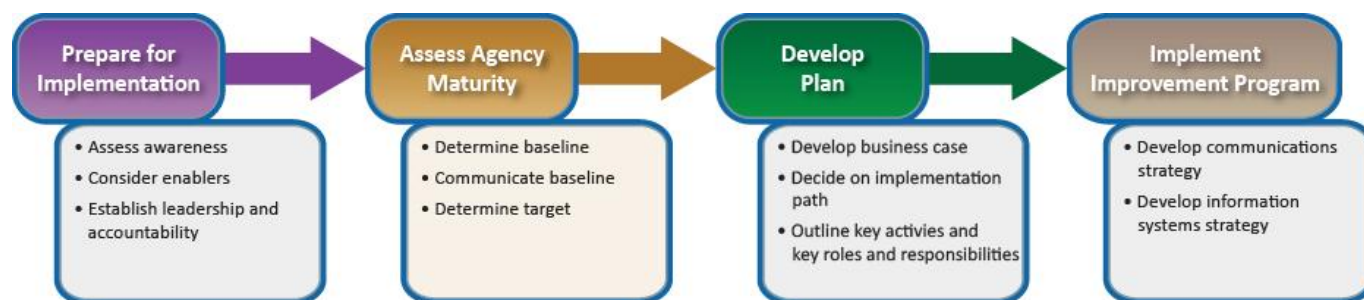 Prepare for
Implementation
• Assess awareness
• Consider enablers
• Establish leadership and
accountability
Assess Agency
Maturity
• Determine baseline
• Communicate baseline
• Determine target
Develop
Plan
• Develop business case
• Decide on implementation
path
• Outline key activies and
key roles and responsibilities
Implement
Improvement Program
• Develop communications
strategy
• Develop information
systems strategy